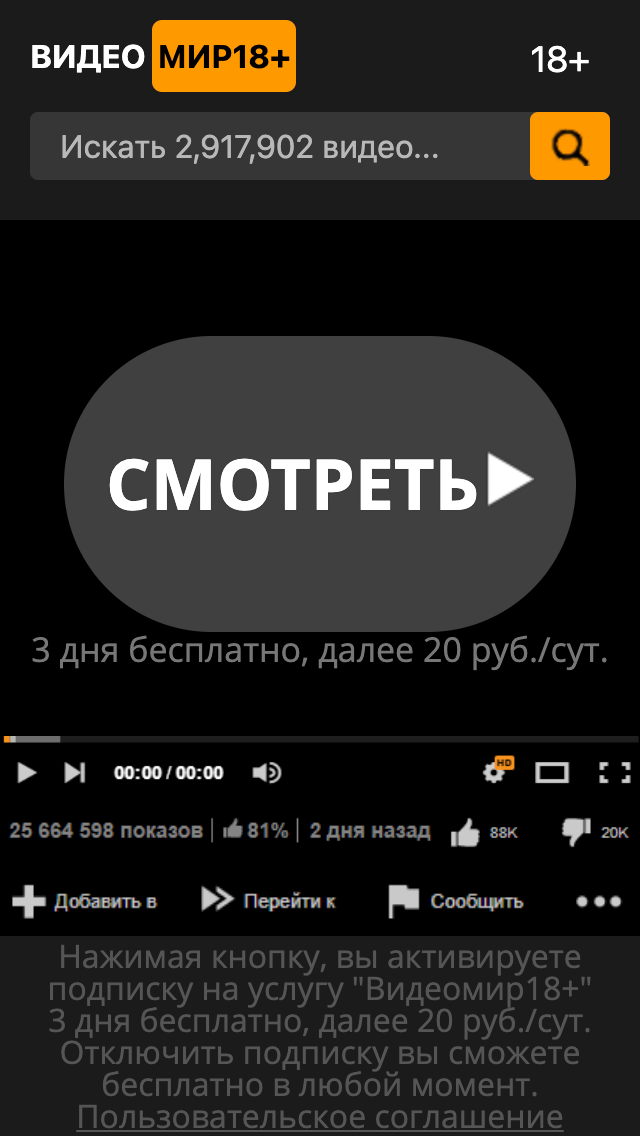 ВИДЕО МИР18+ 18+
Искать 2,917,902 видео...
СМОТРЕТЬ
3 дня бесплатно, далее 20 руб./сут.
00:00 / 00:00 HD
25 664 598 показов 81% 2 дня назад 88K 20K
Добавить в Перейти к Сообщить
Нажимая кнопку, вы активируете
подписку на услугу "Видеомир18+"
3 дня бесплатно, далее 20 руб./сут.
Отключить подписку вы сможете
бесплатно в любой момент.
Пользовательское соглашение